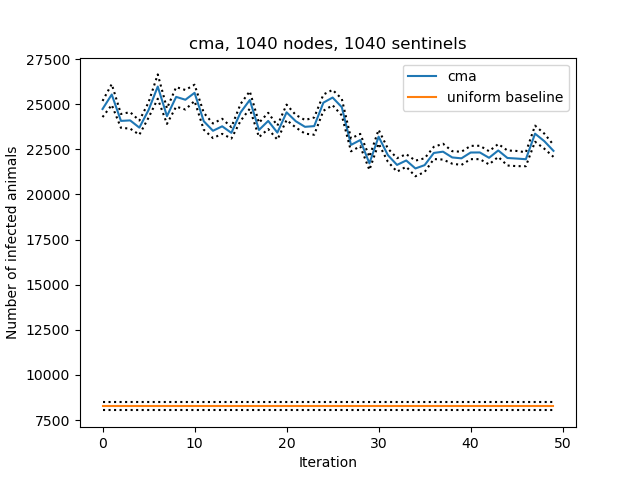 cma, 1040 nodes, 1040 sentinels
27500
25000
22500
20000
17500
15000
12500
10000
7500
Number of infected animals
cma
uniform baseline
0 10 20 30 40 50
Iteration